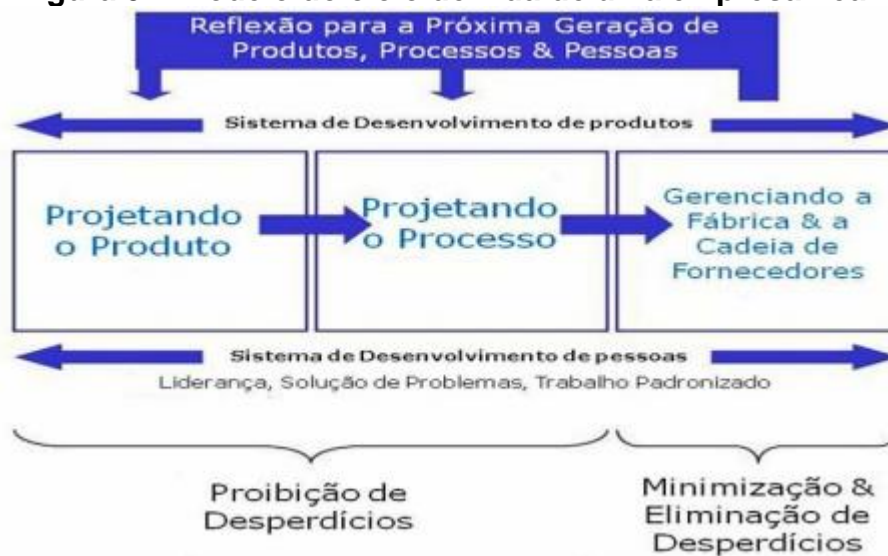 Reflexão para a Próxima Geração de
Produtos, Processos & Pessoas
Sistema de Desenvolvimento de produtos
Projetando
o Produto
Projetando
o Processo
Gerenciando a
Fábrica & a
Cadeia de
Fornecedores
Sistema de Desenvolvimento de pessoas
Liderança, Solução de Problemas, Trabalho Padronizado
Proibição de
Desperdícios
Minimização &
Eliminação de
Desperdícios